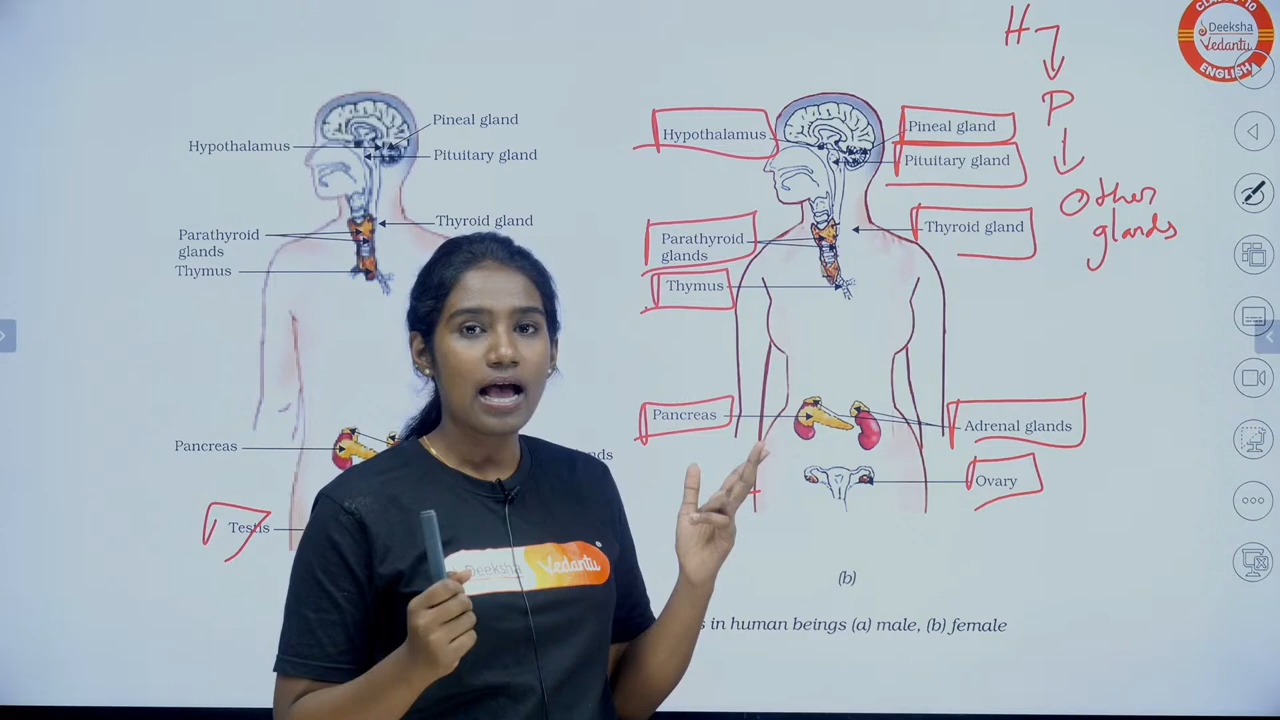 CLASS 6-10
Deeksha
Vedantu
ENGLISH
H
P
Other
glands
Pineal gland
Hypothalamus
Pituitary gland
Thyroid gland
Parathyroid
glands
Thymus
Pancreas
Testis
Hypothalamus
Pineal gland
Pituitary gland
Thyroid gland
Parathyroid
glands
Thymus
Pancreas
Adrenal glands
Ovary
(b)
in human beings (a) male, (b) female
Deeksha
Vedantu